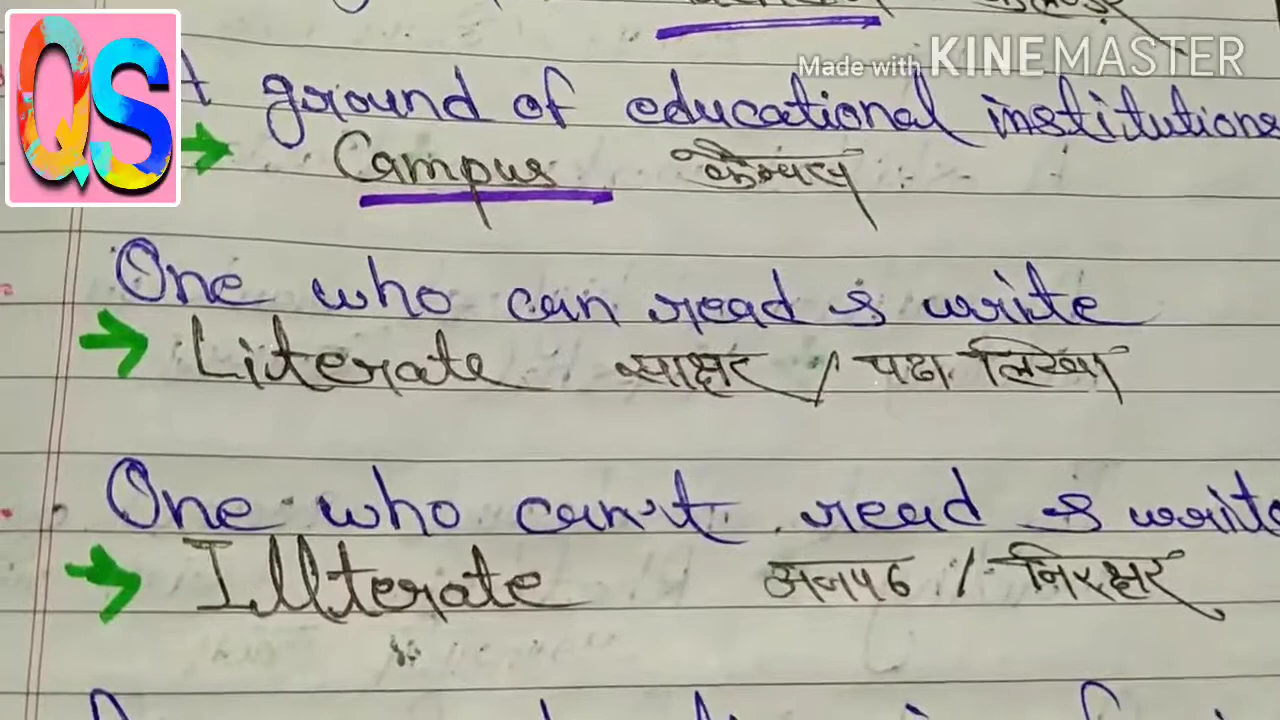 QS
Made with KINEMASTER
t ground of educational institutions
Campus कैम्पस
One who can read & write
Literate साक्षर / पढा लिखा
One who can't read & write
Illterate अनपढ / निरक्षर